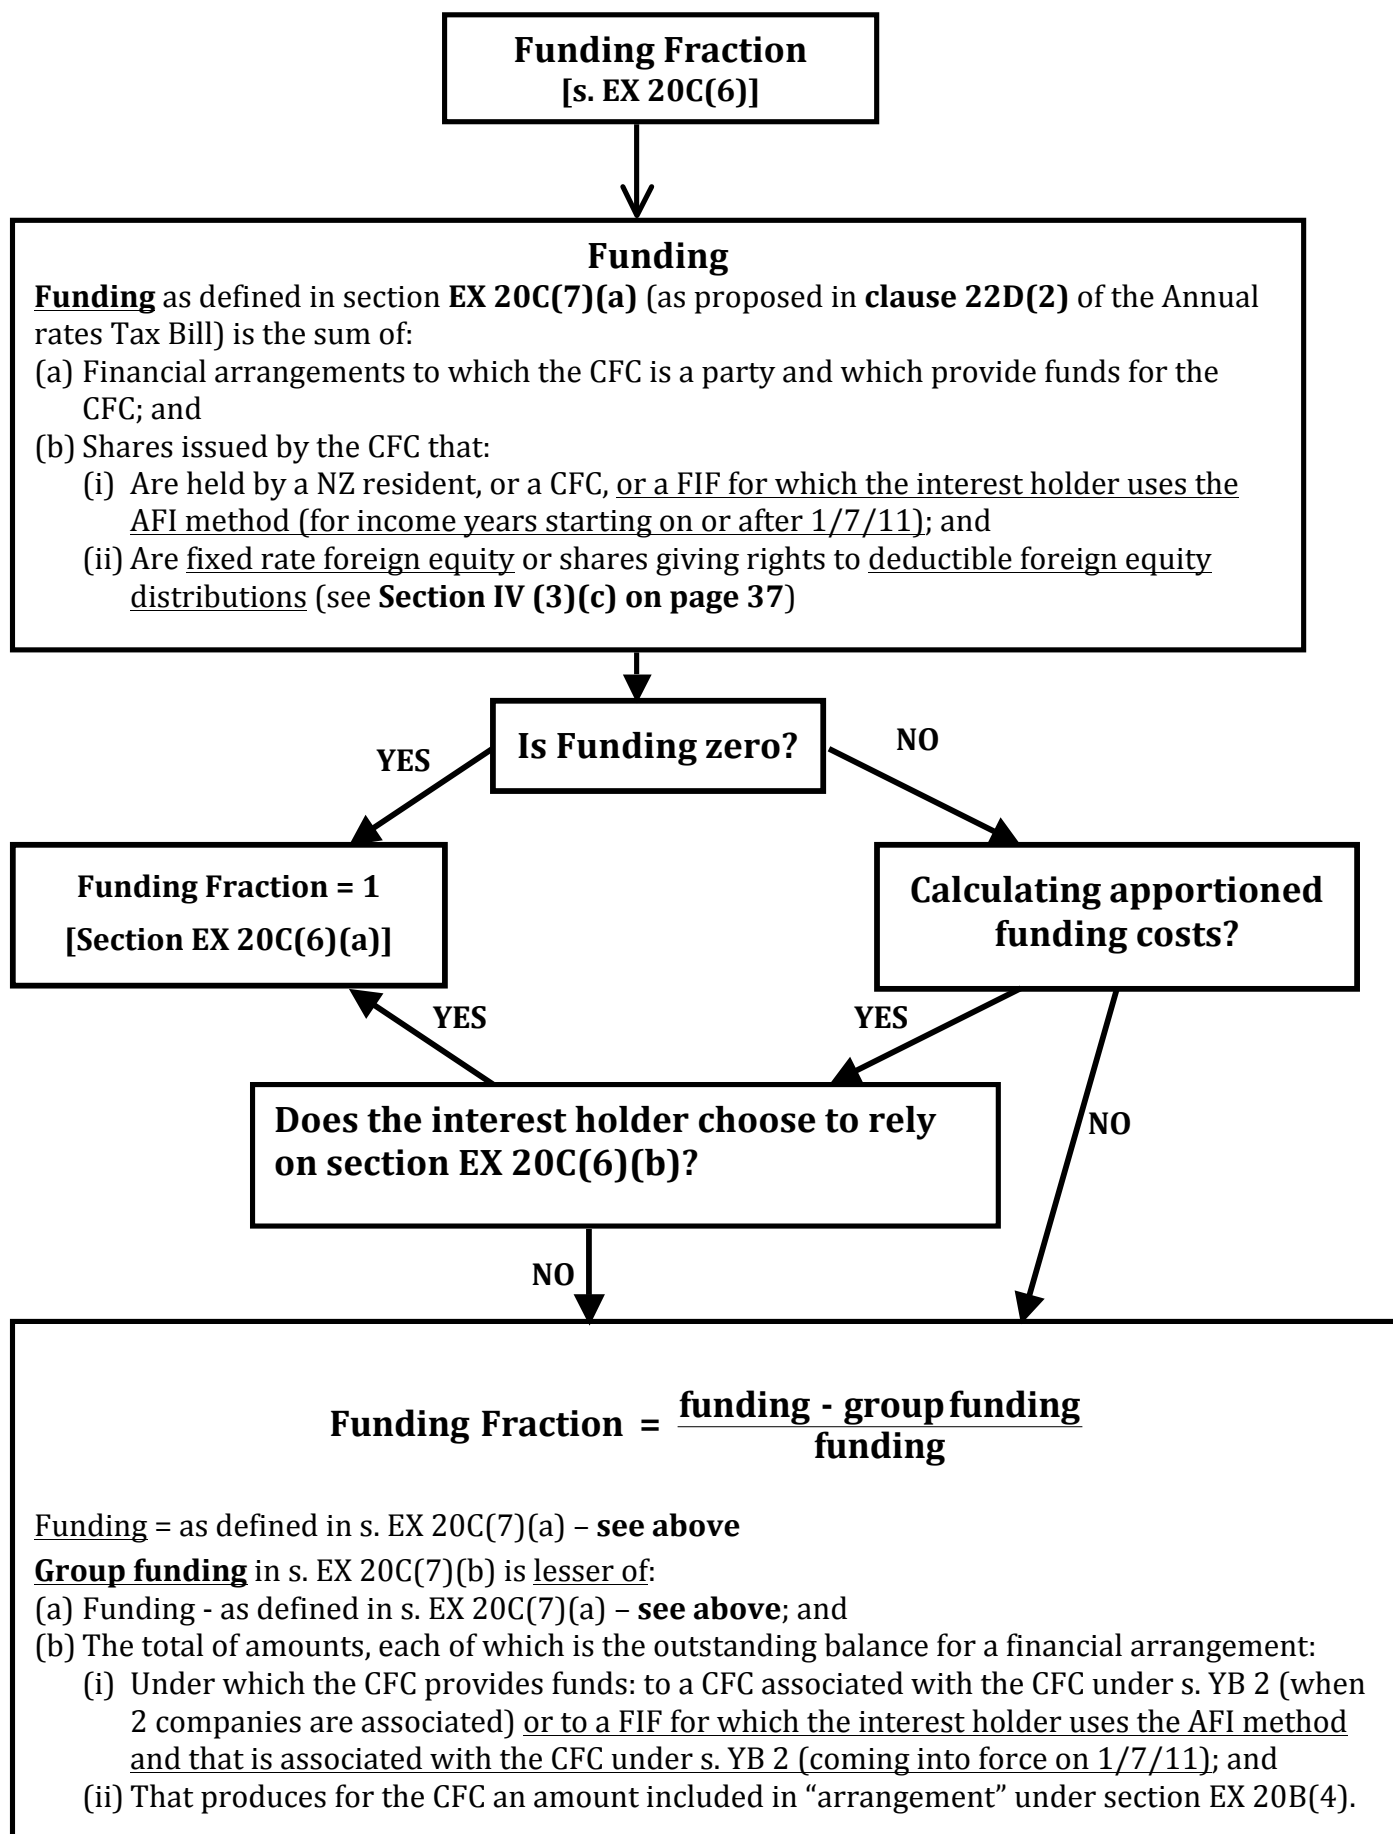 Funding Fraction
[s. EX 20C(6)]
Funding
Funding as defined in section EX 20C(7)(a) (as proposed in clause 22D(2) of the Annual
rates Tax Bill) is the sum of:
(a) Financial arrangements to which the CFC is a party and which provide funds for the
CFC; and
(b) Shares issued by the CFC that:
(i) Are held by a NZ resident, or a CFC, or a FIF for which the interest holder uses the
AFI method (for income years starting on or after 1/7/11); and
(ii) Are fixed rate foreign equity or shares giving rights to deductible foreign equity
distributions (see Section IV (3)(c) on page 37)
Is Funding zero?
YES
NO
Funding Fraction = 1
[Section EX 20C(6)(a)]
Calculating apportioned
funding costs?
YES
YES
NO
Does the interest holder choose to rely
on section EX 20C(6)(b)?
NO
Funding Fraction = funding - group funding
funding
Funding = as defined in s. EX 20C(7)(a) – see above
Group funding in s. EX 20C(7)(b) is lesser of:
(a) Funding - as defined in s. EX 20C(7)(a) – see above; and
(b) The total of amounts, each of which is the outstanding balance for a financial arrangement:
(i) Under which the CFC provides funds: to a CFC associated with the CFC under s. YB 2 (when
2 companies are associated) or to a FIF for which the interest holder uses the AFI method
and that is associated with the CFC under s. YB 2 (coming into force on 1/7/11); and
(ii) That produces for the CFC an amount included in “arrangement” under section EX 20B(4).